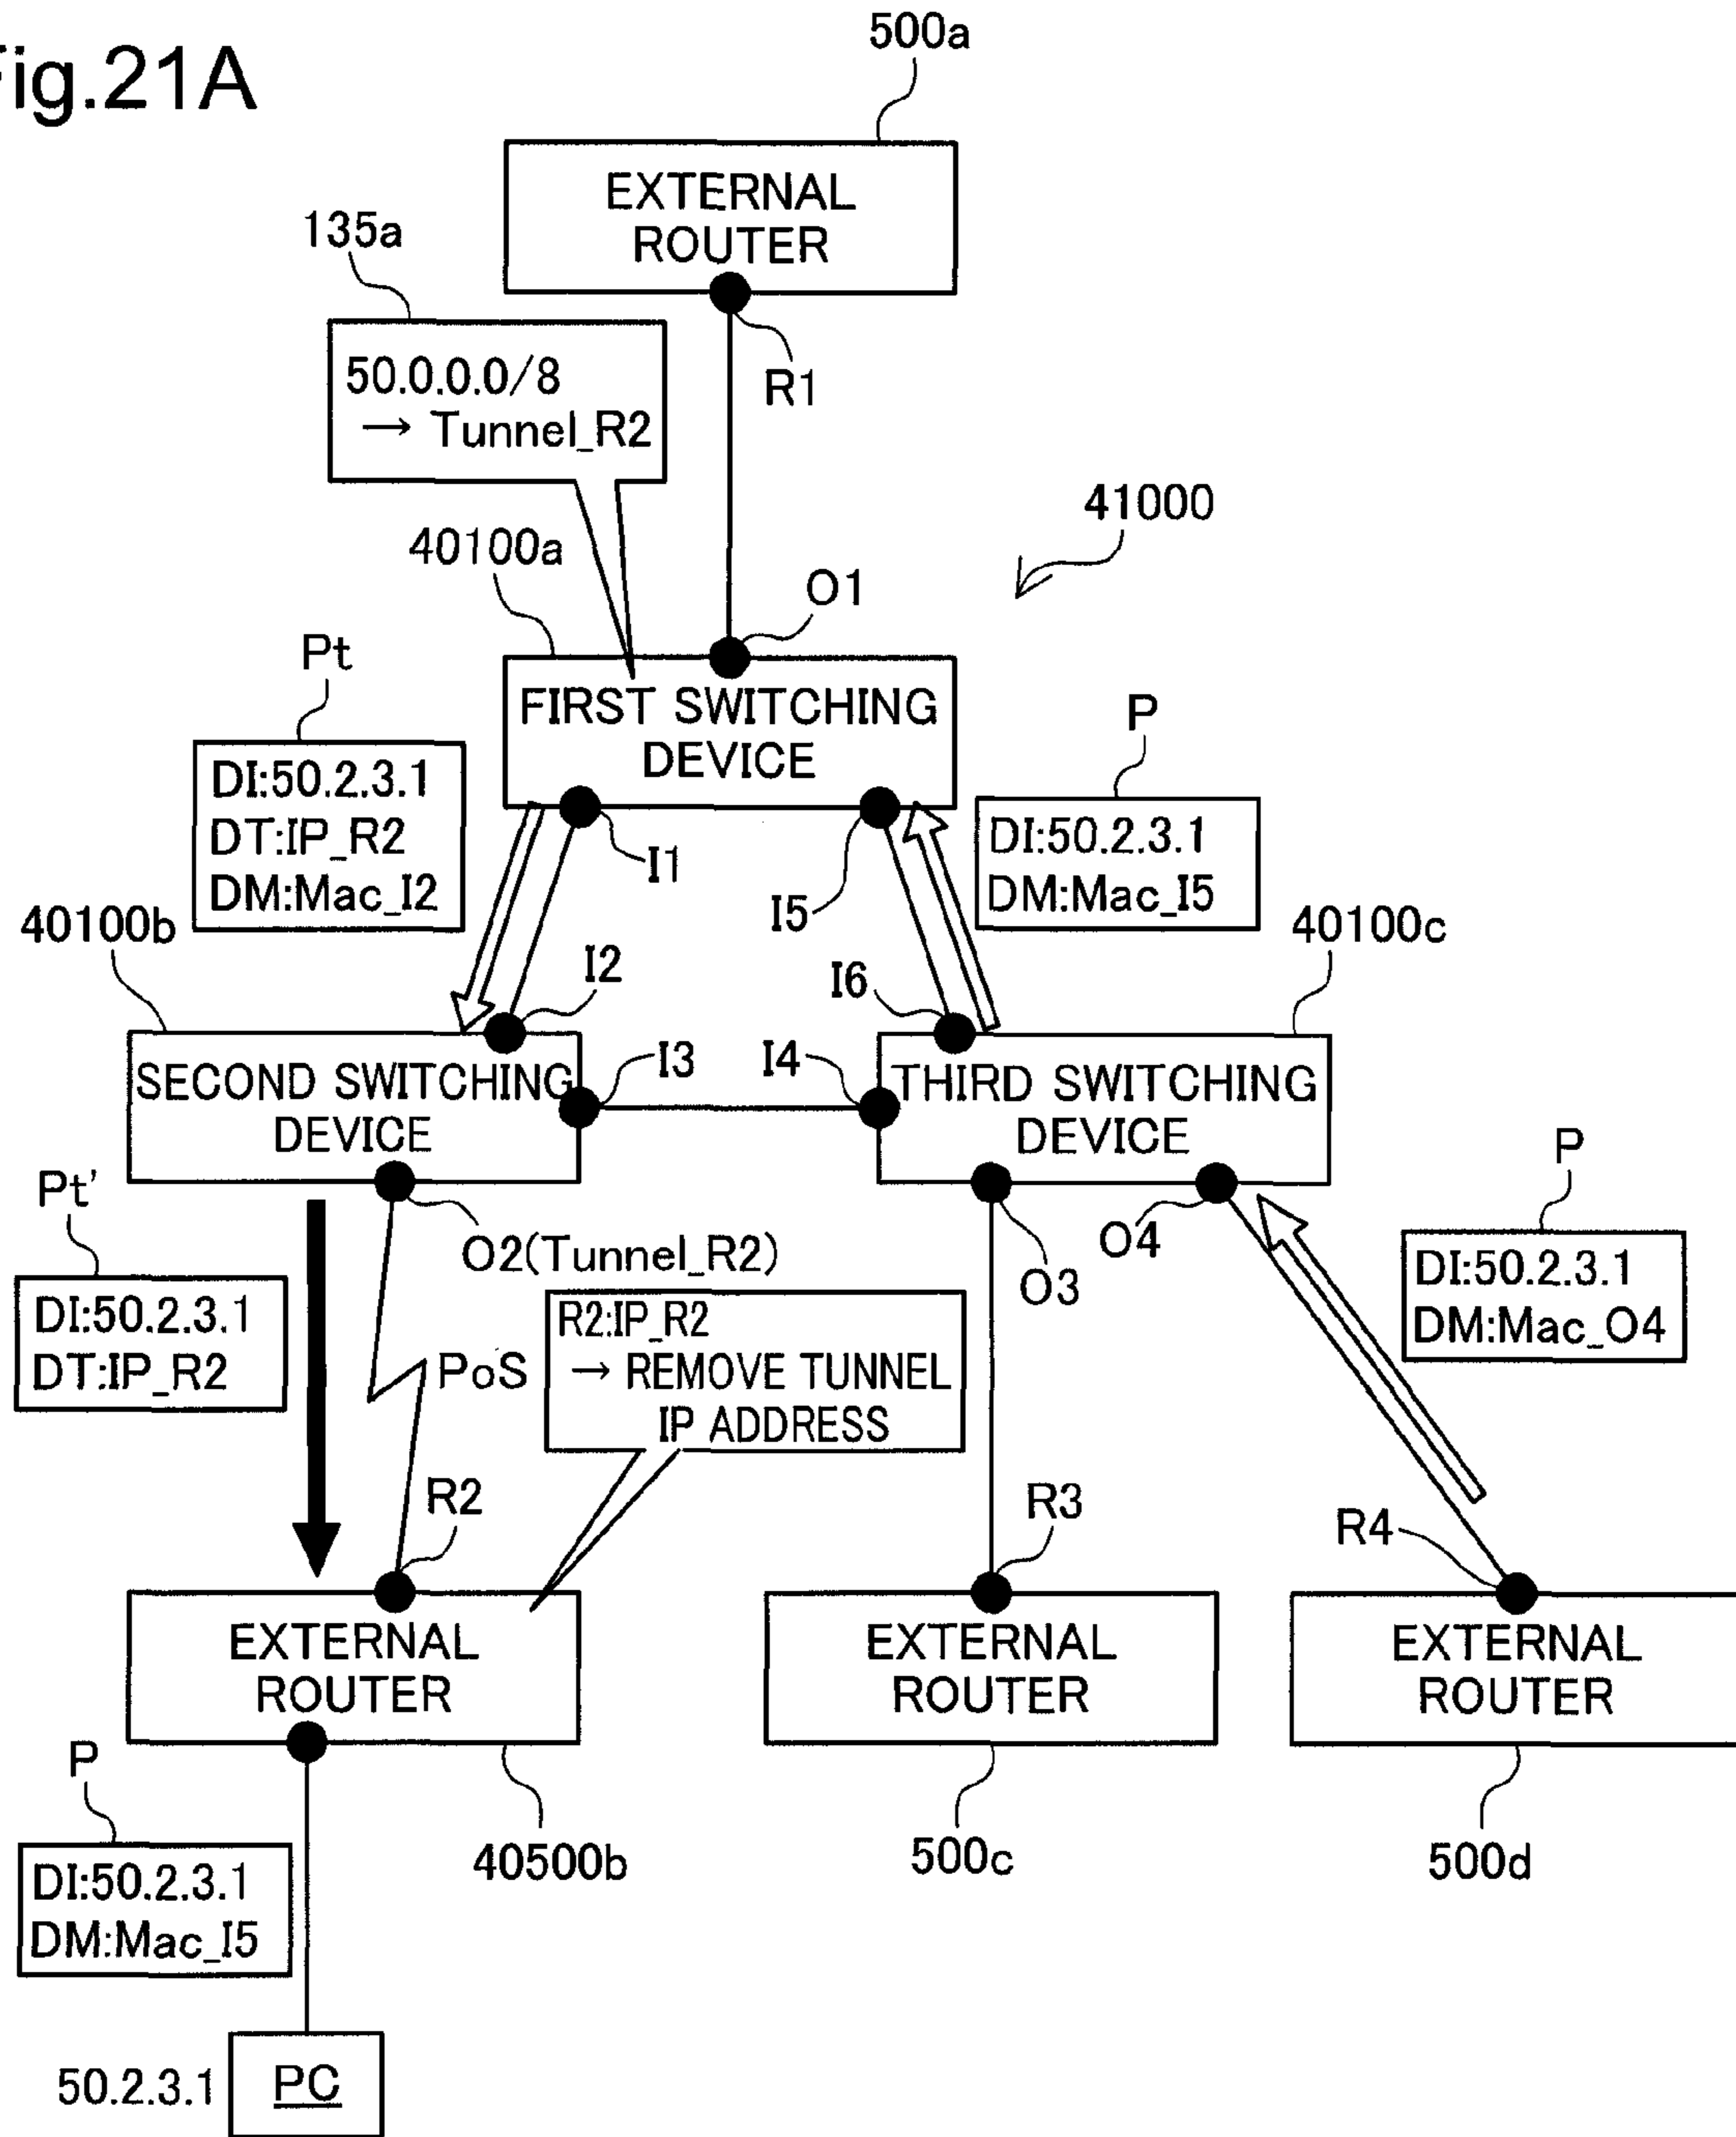 Fig.21A
500a
EXTERNAL
ROUTER
135a
R1
50.0.0.0/8
→ Tunnel_R2
41000
40100a
O1
Pt
FIRST SWITCHING
DEVICE
P
DI:50.2.3.1
DT:IP_R2
DM:Mac_I2
DI:50.2.3.1
DM:Mac_I5
I1
I5
40100b
40100c
I2
I6
I3
I4
SECOND SWITCHING
DEVICE
THIRD SWITCHING
DEVICE
Pt'
P
O2(Tunnel_R2)
O3
O4
DI:50.2.3.1
DT:IP_R2
DI:50.2.3.1
DM:Mac_O4
PoS
R2:IP_R2
→ REMOVE TUNNEL
IP ADDRESS
R2
R3
R4
EXTERNAL
ROUTER
EXTERNAL
ROUTER
EXTERNAL
ROUTER
P
40500b
500c
500d
DI:50.2.3.1
DM:Mac_I5
50.2.3.1
PC